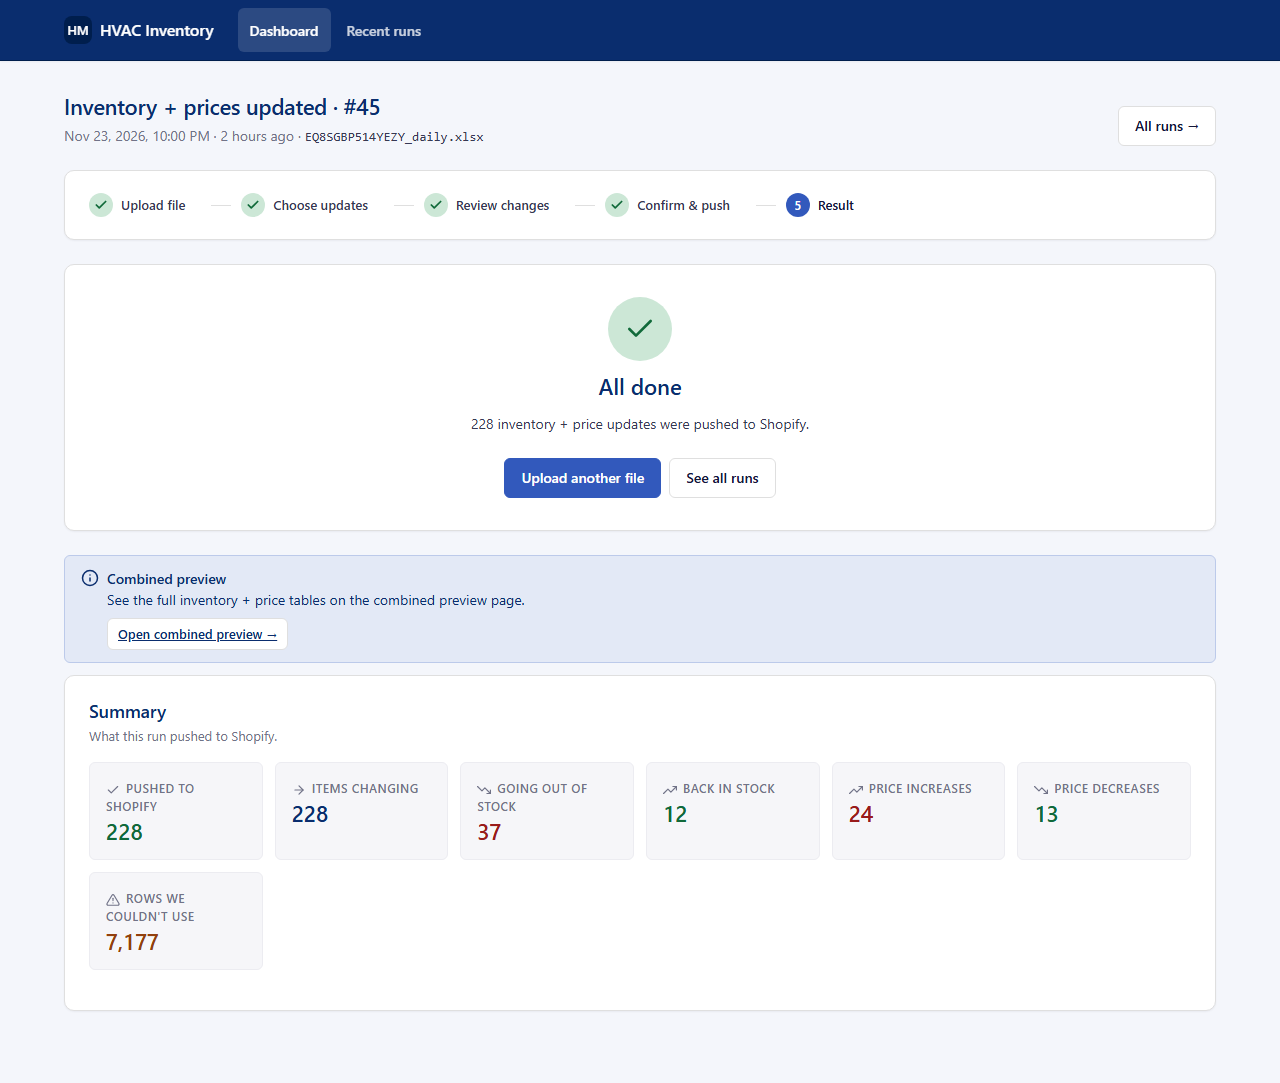 HM HVAC Inventory Dashboard Recent runs
Inventory + prices updated · #45
Nov 23, 2026, 10:00 PM · 2 hours ago · EQ8SGBP514YEZY_daily.xlsx
All runs →
Upload file Choose updates Review changes Confirm & push 5 Result
All done
228 inventory + price updates were pushed to Shopify.
Upload another file See all runs
Combined preview
See the full inventory + price tables on the combined preview page.
Open combined preview →
Summary
What this run pushed to Shopify.
PUSHED TO
SHOPIFY
228
ITEMS CHANGING
228
GOING OUT OF
STOCK
37
BACK IN STOCK
12
PRICE INCREASES
24
PRICE DECREASES
13
ROWS WE
COULDN'T USE
7,177